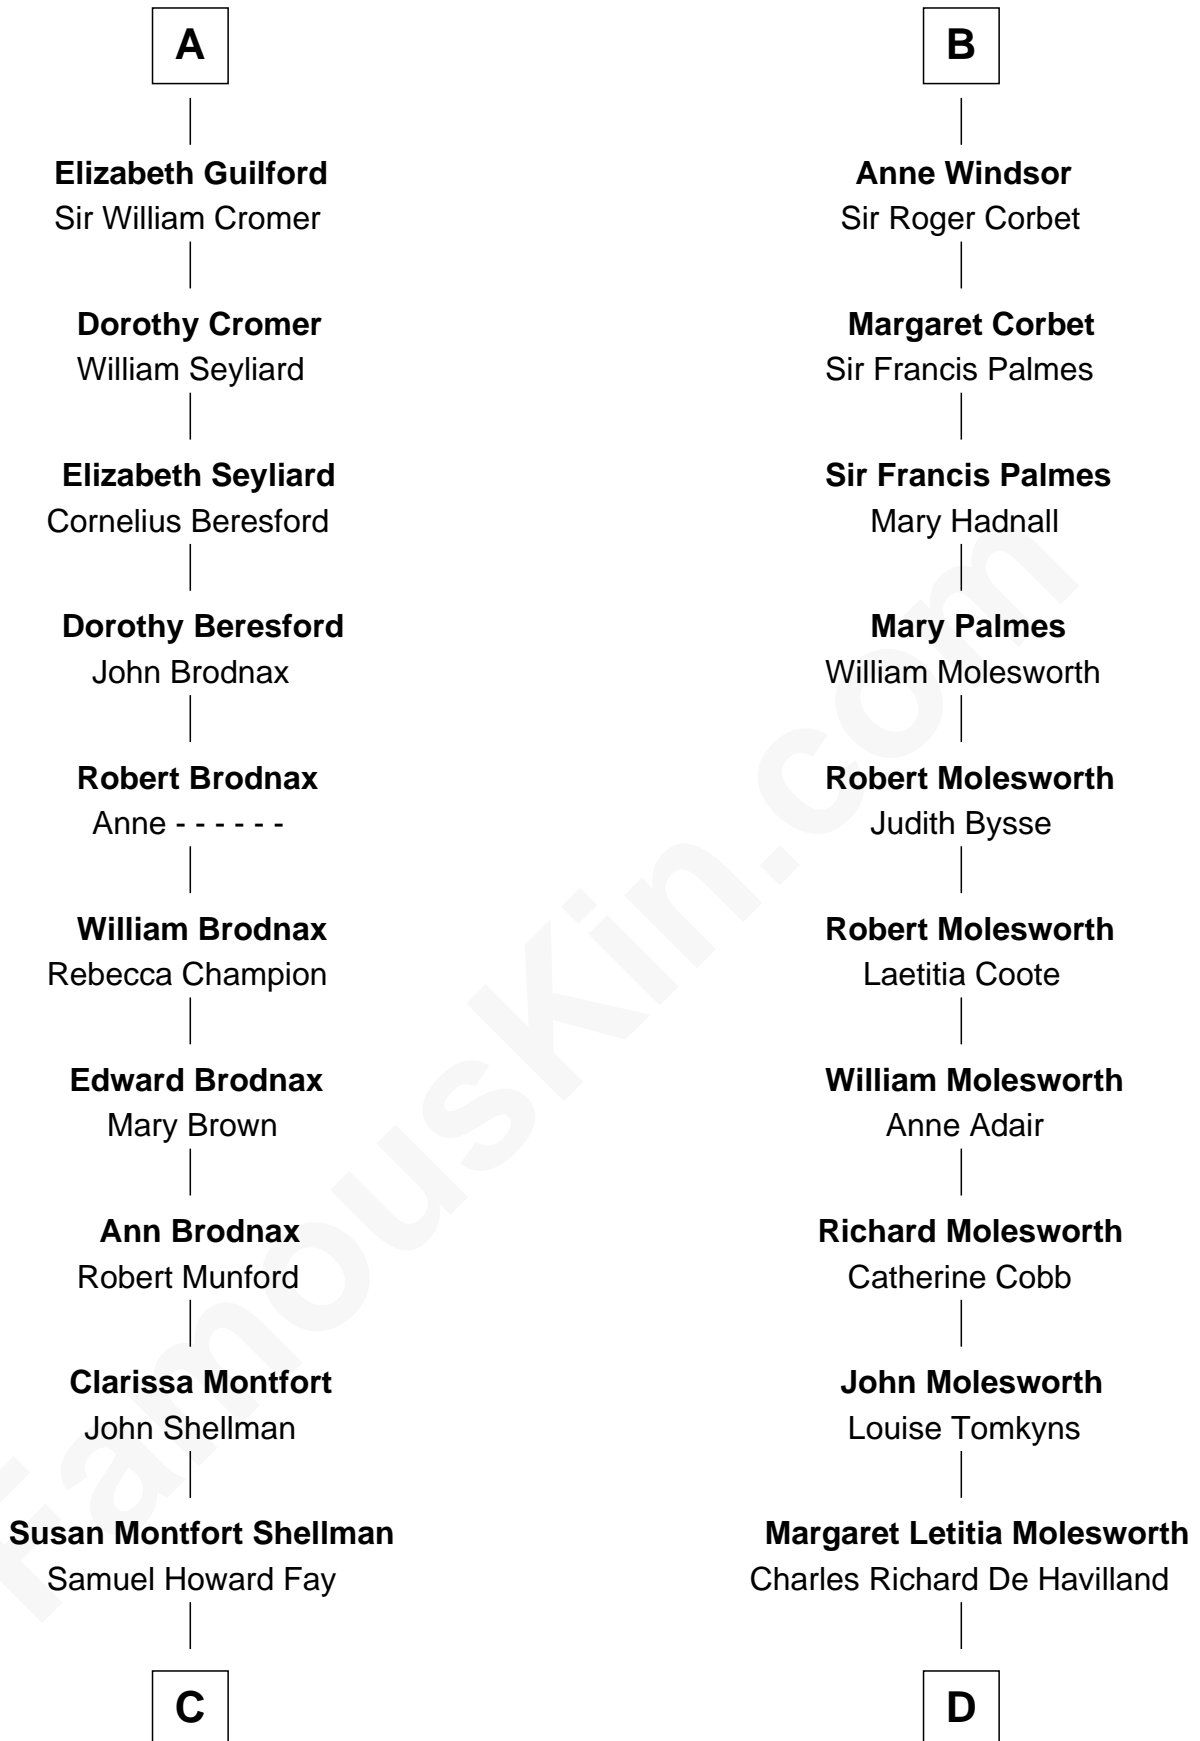 A
Elizabeth Guilford
Sir William Cromer
Dorothy Cromer
William Seyliard
Elizabeth Seyliard
Cornelius Beresford
Dorothy Beresford
John Brodnax
Robert Brodnax
Anne - - - - - -
William Brodnax
Rebecca Champion
Edward Brodnax
Mary Brown
Ann Brodnax
Robert Munford
Clarissa Montfort
John Shellman
Susan Montfort Shellman
Samuel Howard Fay
C
B
Anne Windsor
Sir Roger Corbet
Margaret Corbet
Sir Francis Palmes
Sir Francis Palmes
Mary Hadnall
Mary Palmes
William Molesworth
Robert Molesworth
Judith Bysse
Robert Molesworth
Laetitia Coote
William Molesworth
Anne Adair
Richard Molesworth
Catherine Cobb
John Molesworth
Louise Tomkyns
Margaret Letitia Molesworth
Charles Richard De Havilland
D
FamousKin.com